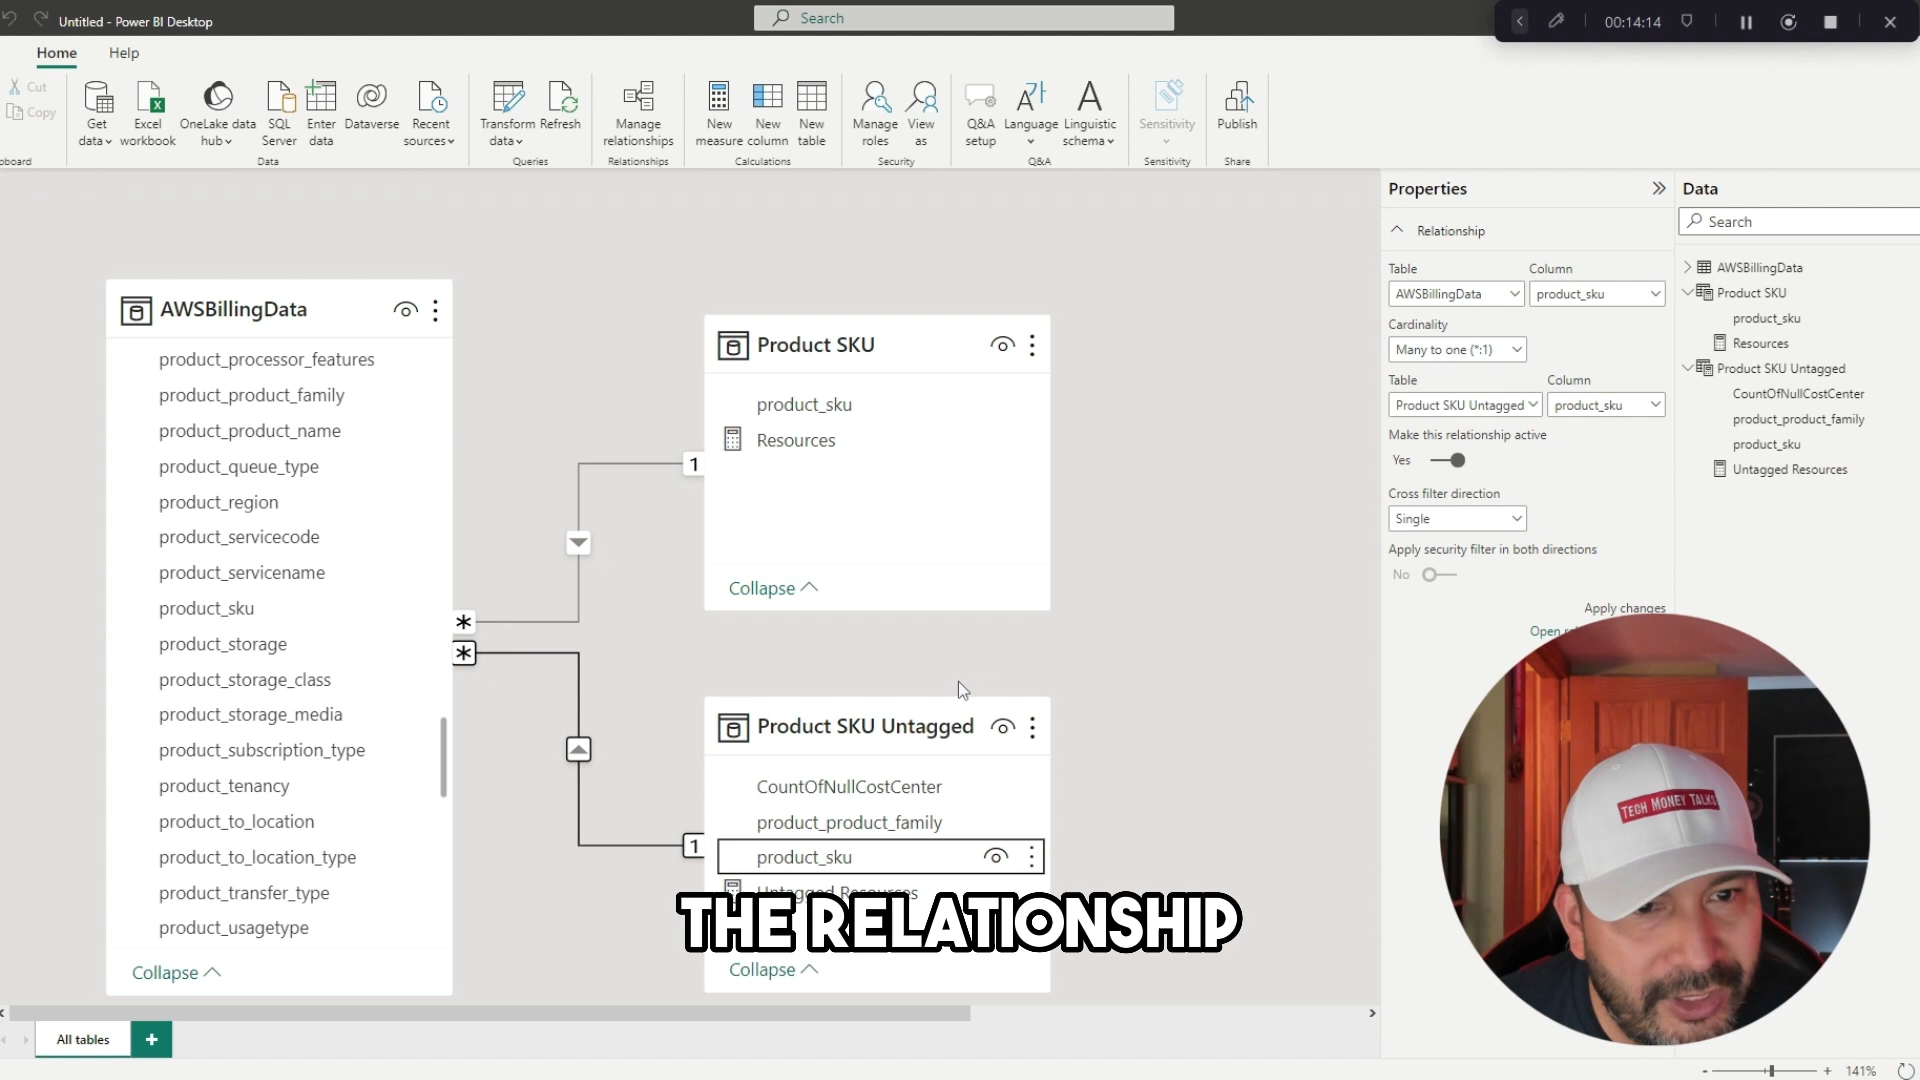 Untitled - Power BI Desktop
Search
00:14:14
Home
Help
Cut
Copy
Get data
Excel workbook
OneLake data hub
SQL Server
Enter data
Dataverse
Recent sources
Transform data
Refresh
Manage relationships
New measure
New column
New table
Manage roles
View as
Q&A setup
Language
Linguistic schema
Sensitivity
Publish
pboard
Data
Queries
Relationships
Calculations
Security
Q&A
Sensitivity
Share
AWSBillingData
product_processor_features
product_product_family
product_product_name
product_queue_type
product_region
product_servicecode
product_servicename
product_sku
product_storage
product_storage_class
product_storage_media
product_subscription_type
product_tenancy
product_to_location
product_to_location_type
product_transfer_type
product_usagetype
Collapse
*
*
1
1
Product SKU
product_sku
Resources
Collapse
Product SKU Untagged
CountOfNullCostCenter
product_product_family
product_sku
Untagged Resources
THE RELATIONSHIP
Collapse
Properties
Relationship
Table
Column
AWSBillingData
product_sku
Cardinality
Many to one (*:1)
Table
Column
Product SKU Untagged
product_sku
Make this relationship active
Yes
Cross filter direction
Single
Apply security filter in both directions
No
Apply changes
Open
Data
Search
AWSBillingData
Product SKU
product_sku
Resources
Product SKU Untagged
CountOfNullCostCenter
product_product_family
product_sku
Untagged Resources
TECH MONEY TALKS
All tables
+
- + 141%